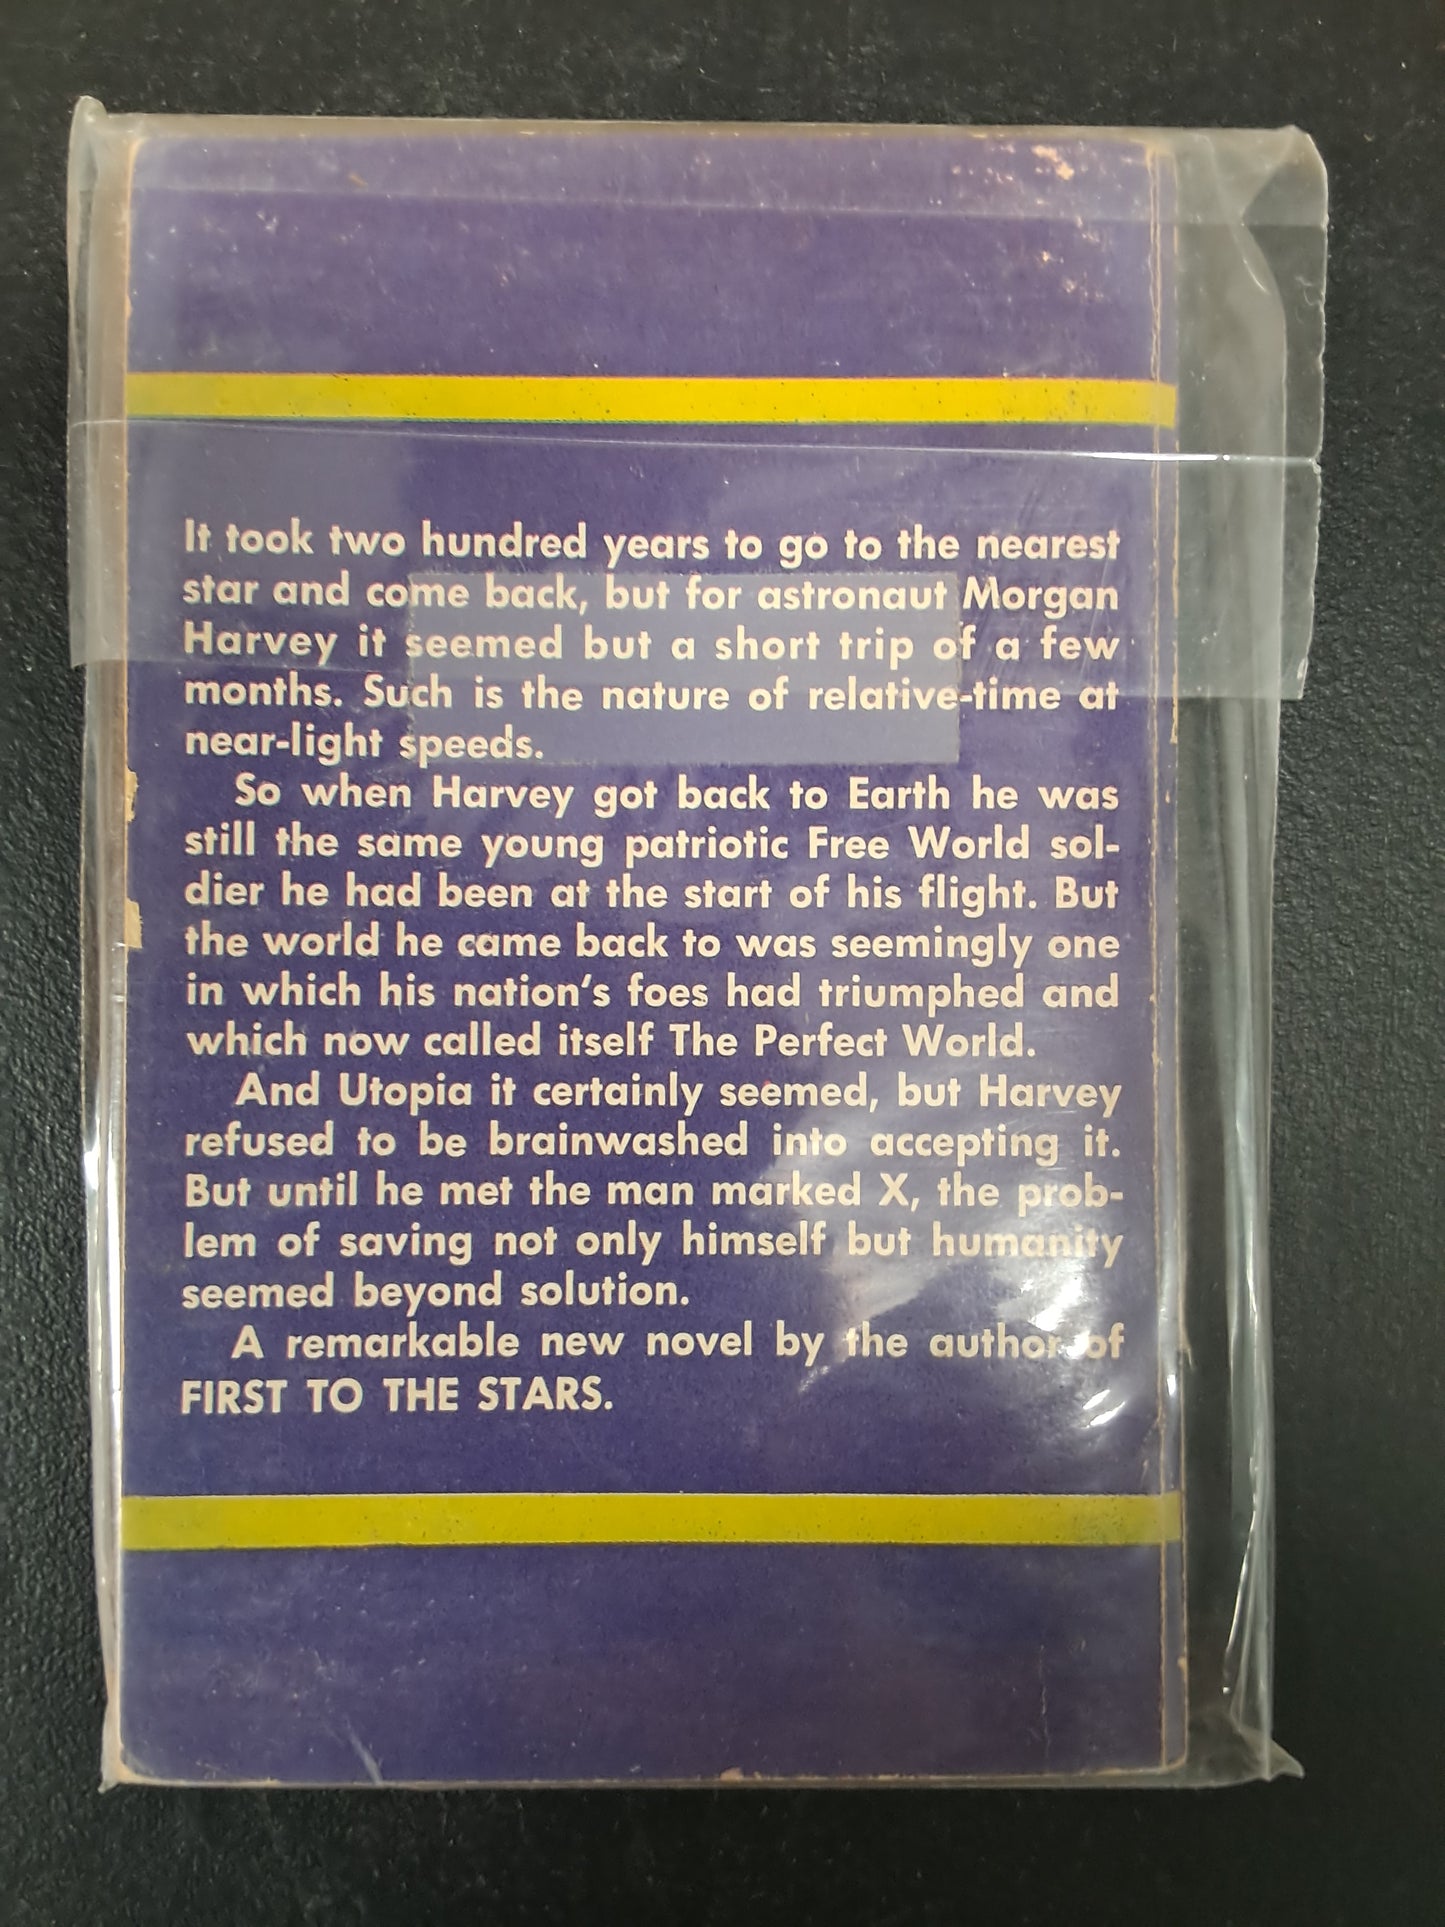 It took two hundred years to go to the nearest
star and come back, but for astronaut Morgan
Harvey it seemed but a short trip of a few
months. Such is the nature of relative-time at
near-light speeds.
So when Harvey got back to Earth he was
still the same young patriotic Free World sol-
dier he had been at the start of his flight. But
the world he came back to was seemingly one
in which his nation's foes had triumphed and
which now called itself The Perfect World.
And Utopia it certainly seemed, but Harvey
refused to be brainwashed into accepting it.
But until he met the man marked X, the prob-
lem of saving not only himself but humanity
seemed beyond solution.
A remarkable new novel by the author of
FIRST TO THE STARS.